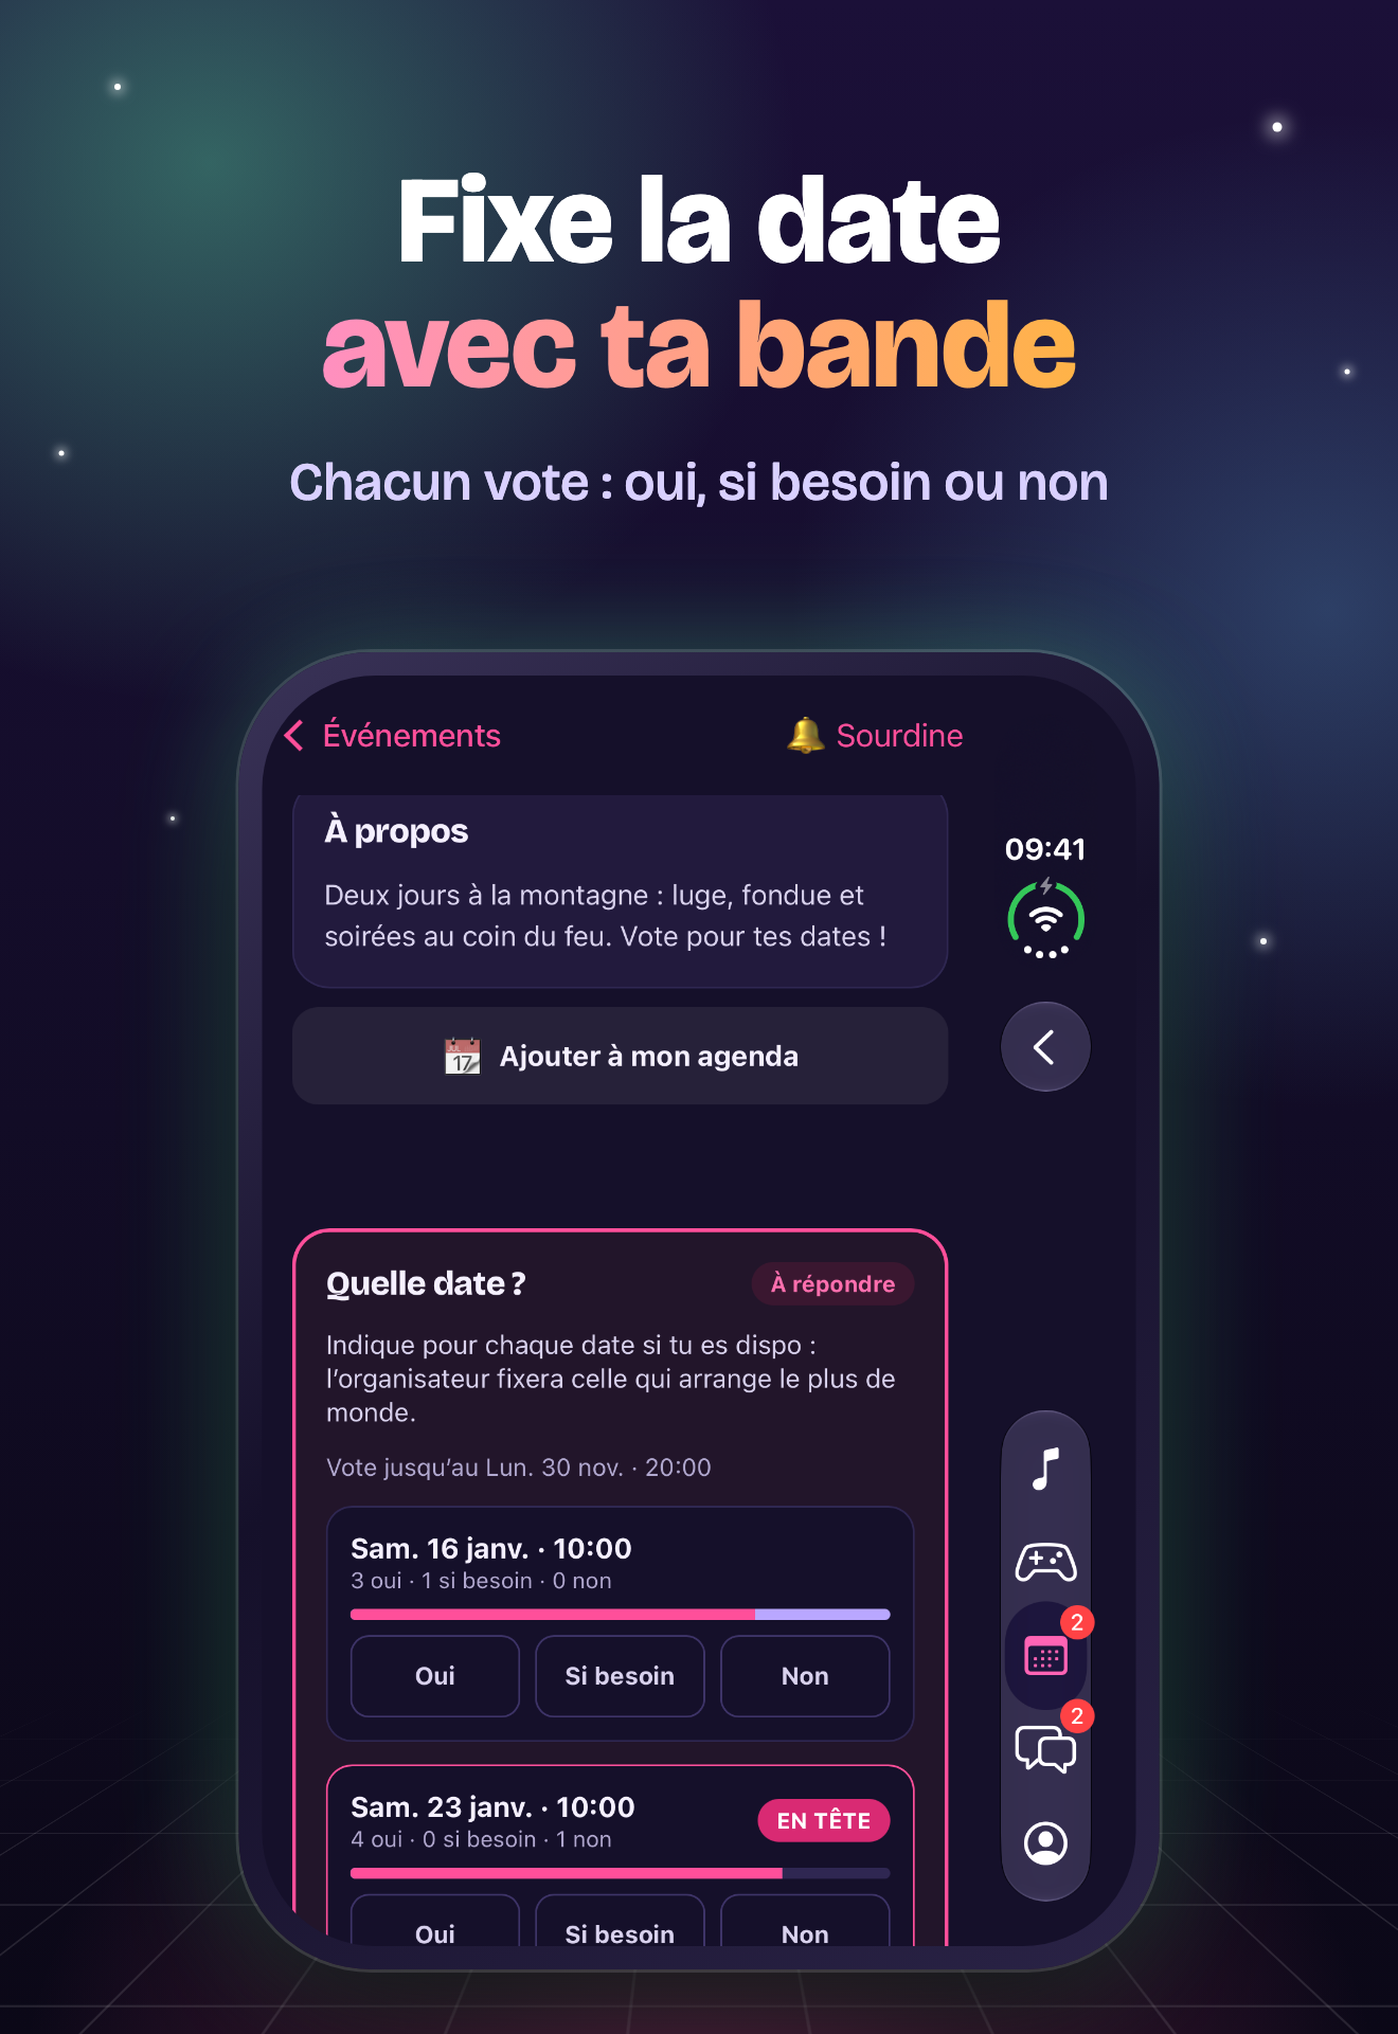 Fixe la date
avec ta bande
Chacun vote : oui, si besoin ou non
Événements
Sourdine
À propos
Deux jours à la montagne : luge, fondue et
soirées au coin du feu. Vote pour tes dates !
09:41
JUL
17
Ajouter à mon agenda
Quelle date ?
À répondre
Indique pour chaque date si tu es dispo :
l’organisateur fixera celle qui arrange le plus de
monde.
Vote jusqu’au Lun. 30 nov. · 20:00
Sam. 16 janv. · 10:00
3 oui · 1 si besoin · 0 non
Oui
Si besoin
Non
2
2
Sam. 23 janv. · 10:00
EN TÊTE
4 oui · 0 si besoin · 1 non
Oui
Si besoin
Non